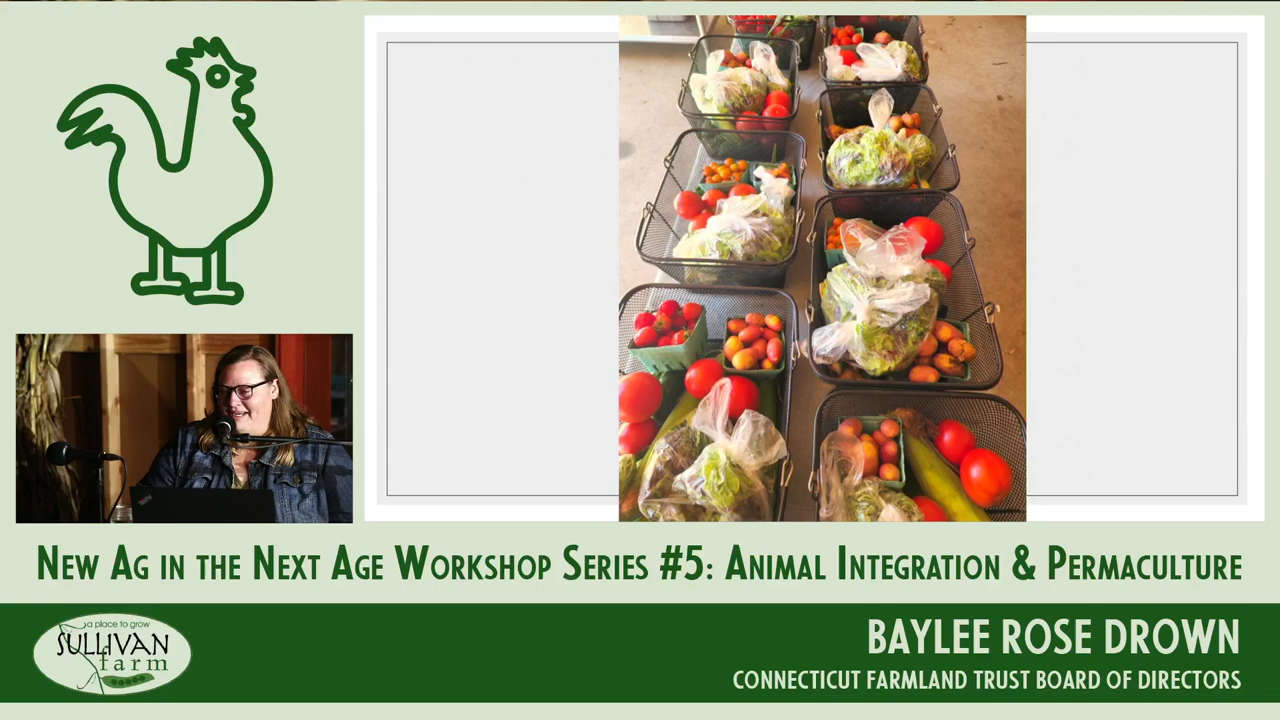 New Ag in the Next Age Workshop Series #5: Animal Integration & Permaculture
a place to grow
SULLIVAN
farm
BAYLEE ROSE DROWN
CONNECTICUT FARMLAND TRUST BOARD OF DIRECTORS